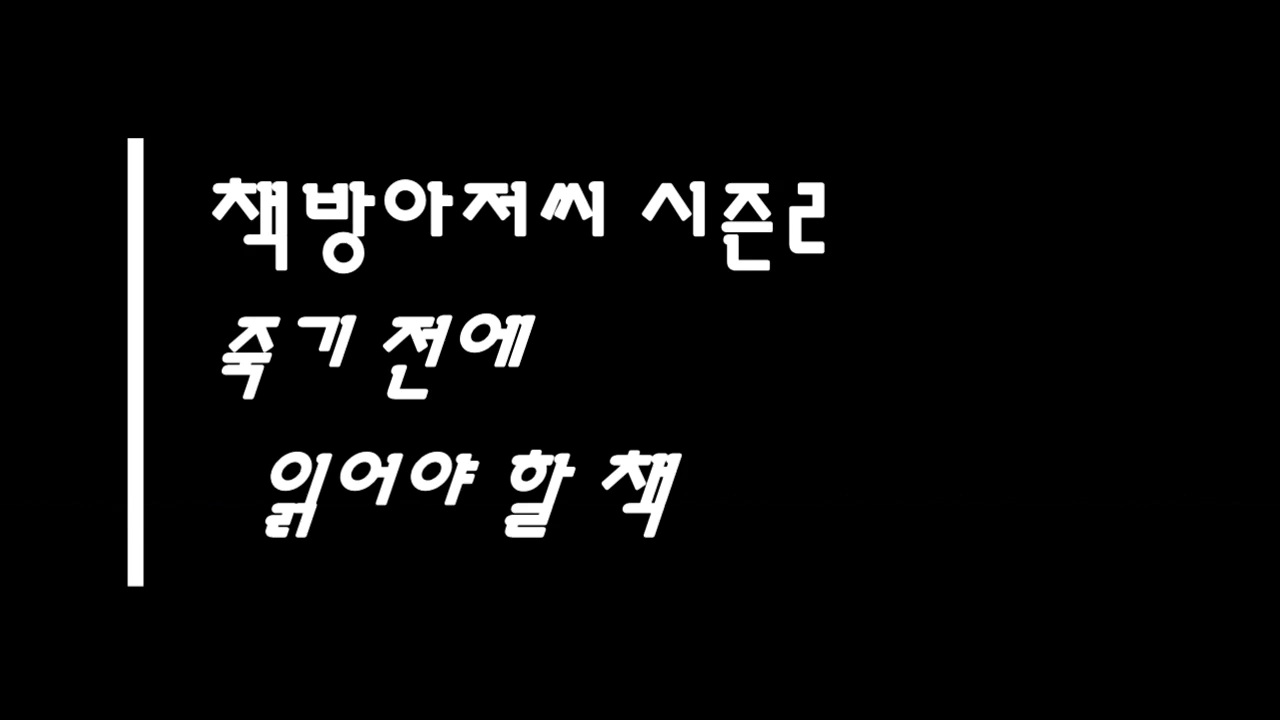 책방아저씨 시즌2
죽기 전에
읽어야 할 책